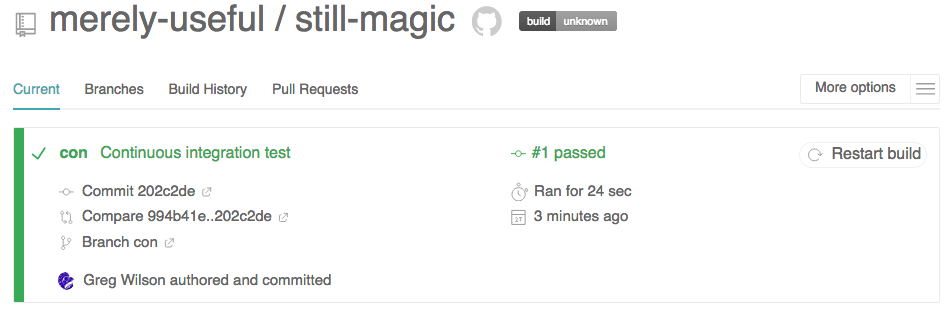 merely-useful / still-magic build unknown
Current Branches Build History Pull Requests More options
con Continuous integration test #1 passed Restart build
Commit 202c2de Ran for 24 sec
Compare 994b41e..202c2de 27 3 minutes ago
Branch con
Greg Wilson authored and committed